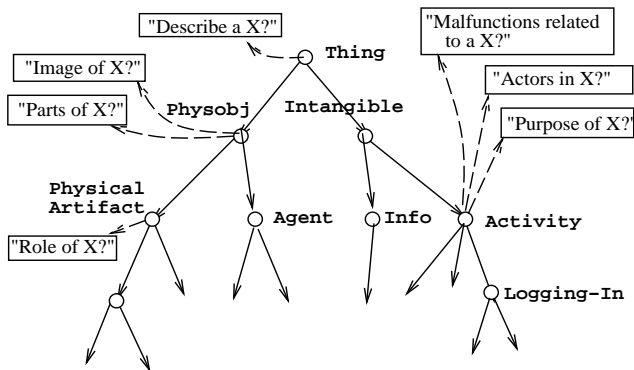 "Describe a X?"
"Malfunctions related
to a X?"
Thing
"Image of X?"
"Actors in X?"
"Parts of X?"
Physobj
Intangible
"Purpose of X?"
Physical
Artifact
Agent
Info
Activity
"Role of X?"
Logging-In